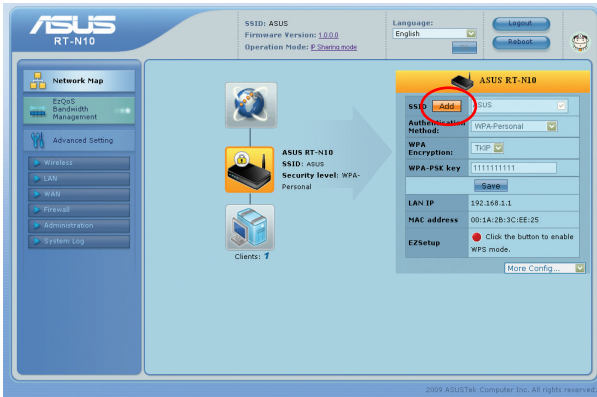 ASUS
RT-N10
SSID: ASUS
Firmware Version: 1.0.0.0
Operation Mode: IP Sharing mode
Language:
English
Logout
Reboot
Network Map
EzQoS
Bandwidth
Management
Advanced Setting
Wireless
LAN
WAN
Firewall
Administration
System Log
ASUS RT-N10
SSID: ASUS
Security level: WPA-
Personal
Clients: 1
ASUS RT-N10
SSID Add ASUS
Authentication
Method: WPA-Personal
WPA
Encryption: TKIP
WPA-PSK key 1111111111
Save
LAN IP 192.168.1.1
MAC address 00:1A:2B:3C:EE:25
EZSetup Click the button to enable
WPS mode.
More Config...
2009 ASUSTek Computer Inc. All rights reserved.